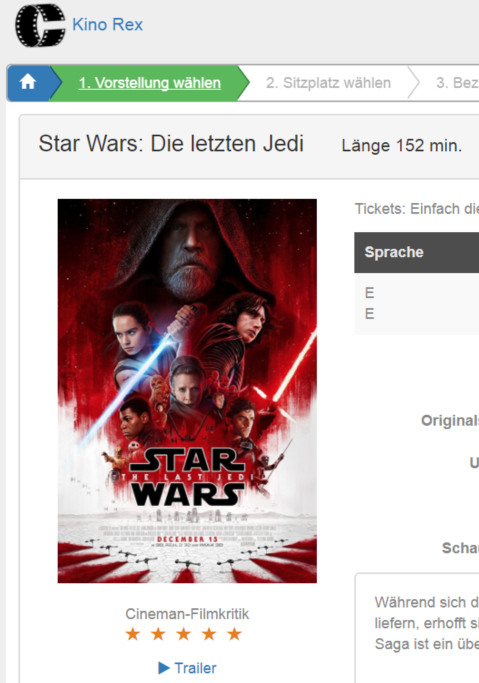 Kino Rex
1. Vorstellung wählen
2. Sitzplatz wählen
3. Bez
Star Wars: Die letzten Jedi
Länge 152 min.
Tickets: Einfach die
Sprache
E
E
Originals
U
Schau
STAR
THE LAST JEDI
WARS
DECEMBER 15
Cineman-Filmkritik
Trailer
Während sich d
liefern, erhofft si
Saga ist ein übe